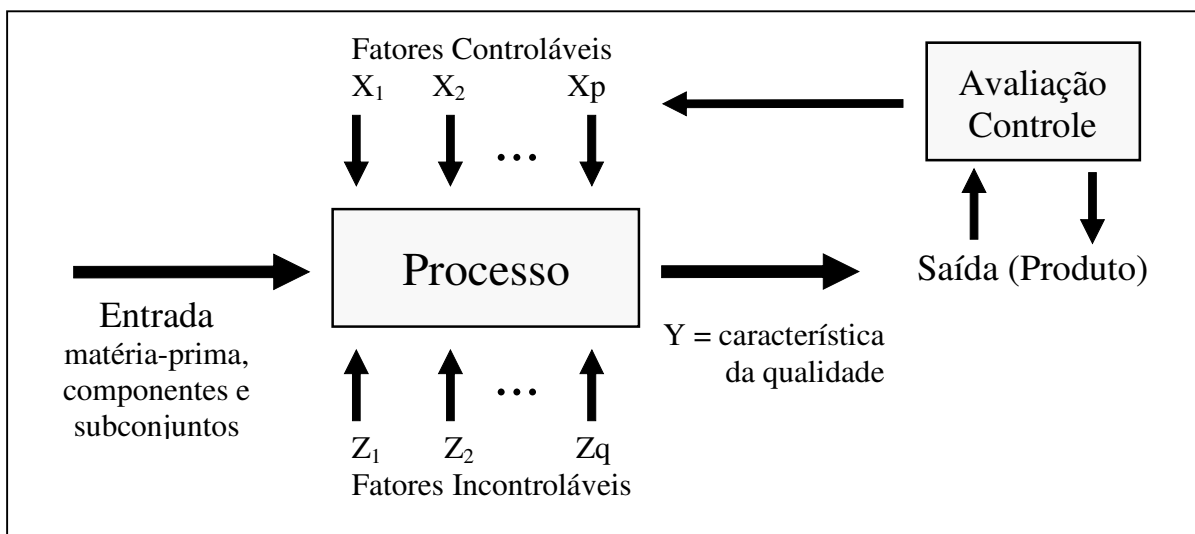 Fatores Controláveis
X₁ X₂ Xp
...
Avaliação
Controle
Processo
Saída (Produto)
Entrada
matéria-prima,
componentes e
subconjuntos
Y = característica
da qualidade
...
Z₁ Z₂ Zq
Fatores Incontroláveis